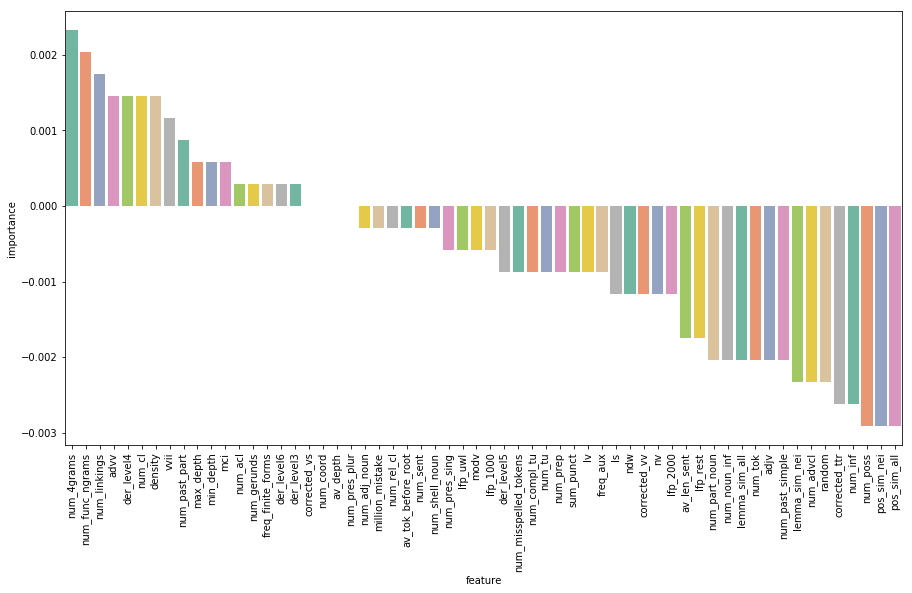 0.002
0.001
0.000
−0.001
−0.002
−0.003
importance
num_4grams
num_func_ngrams
num_linkings
advv
der_level4
num_cl
density
vvii
num_past_part
max_depth
min_depth
mci
num_acl
num_gerunds
freq_finite_forms
der_level6
der_level3
corrected_vs
num_coord
av_depth
num_pres_plur
num_adj_noun
million_mistake
num_rel_cl
av_tok_before_root
num_sent
num_shell_noun
num_pres_sing
lfp_uwl
modv
lfp_1000
der_level5
num_misspelled_tokens
num_compl_tu
num_tu
num_prep
sum_punct
lv
freq_aux
ls
ndw
corrected_vv
nv
lfp_2000
av_len_sent
lfp_rest
num_part_noun
num_noun_inf
lemma_sim_all
num_tok
adjv
num_past_simple
lemma_sim_nei
num_advcl
random
corrected_ttr
num_inf
num_poss
pos_sim_nei
pos_sim_all
feature